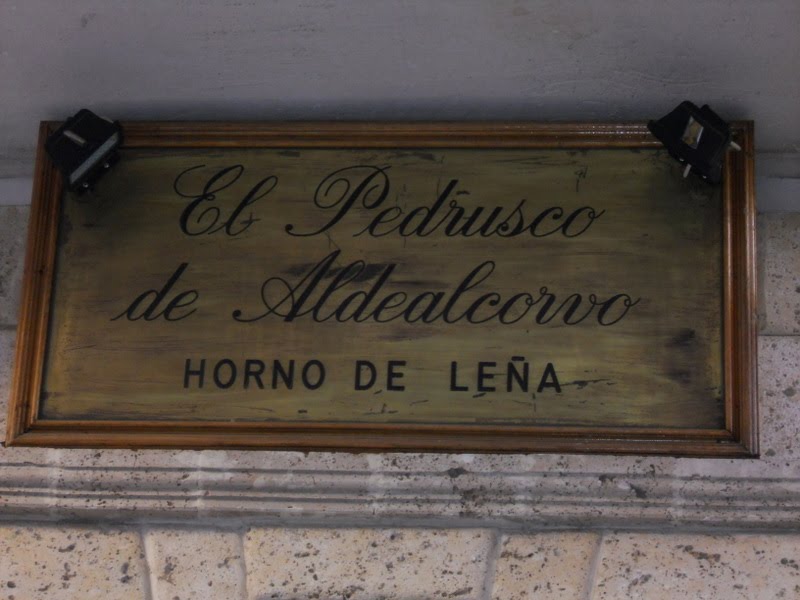 El Pedrusco
de Aldealcorvo
HORNO DE LEÑA